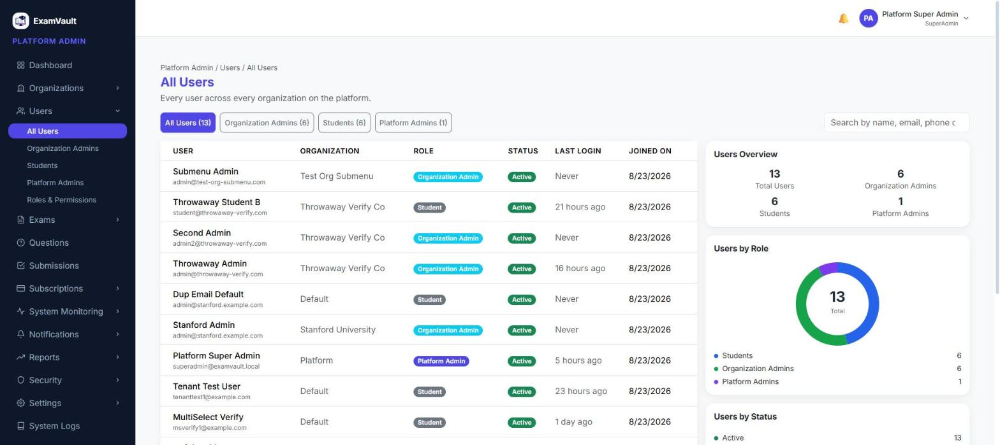 ExamVault
PLATFORM ADMIN
Dashboard
Organizations
Users
All Users
Organization Admins
Students
Platform Admins
Roles & Permissions
Exams
Questions
Submissions
Subscriptions
System Monitoring
Notifications
Reports
Security
Settings
System Logs
PA
Platform Super Admin
SuperAdmin
Platform Admin / Users / All Users
All Users
Every user across every organization on the platform.
All Users (13) Organization Admins (6) Students (6) Platform Admins (1)
Search by name, email, phone c
USER ORGANIZATION ROLE STATUS LAST LOGIN JOINED ON
Submenu Admin
admin@test-org-submenu.com
Test Org Submenu Organization Admin Active Never 8/23/2026
Throwaway Student B
student@throwaway-verify.com
Throwaway Verify Co Student Active 21 hours ago 8/23/2026
Second Admin
admin2@throwaway-verify.com
Throwaway Verify Co Organization Admin Active Never 8/23/2026
Throwaway Admin
admin@throwaway-verify.com
Throwaway Verify Co Organization Admin Active 16 hours ago 8/23/2026
Dup Email Default
admin@stanford.example.com
Default Student Active Never 8/23/2026
Stanford Admin
admin@stanford.example.com
Stanford University Organization Admin Active Never 8/23/2026
Platform Super Admin
superadmin@examvault.local
Platform Platform Admin Active 5 hours ago 8/23/2026
Tenant Test User
tenanttest1@example.com
Default Student Active 23 hours ago 8/23/2026
MultiSelect Verify
msverify1@example.com
Default Student Active 1 day ago 8/23/2026
Users Overview
13 6
Total Users Organization Admins
6 1
Students Platform Admins
Users by Role
13
Total
Students 6
Organization Admins 6
Platform Admins 1
Users by Status
Active 13